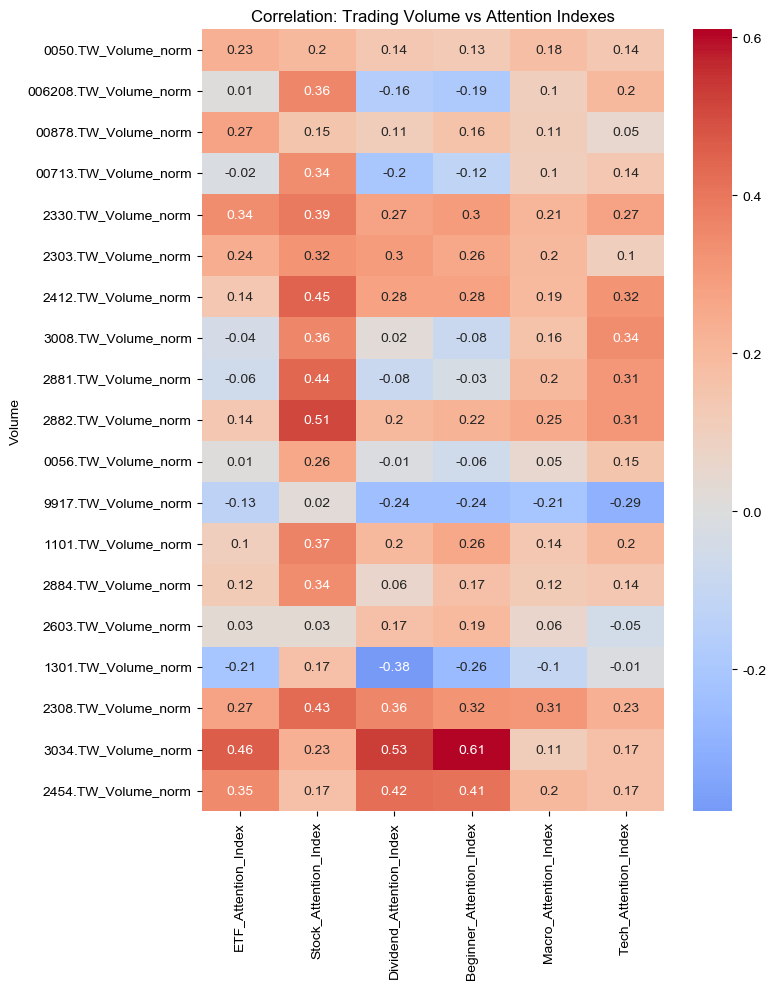 Correlation: Trading Volume vs Attention Indexes
Volume
0050.TW_Volume_norm 0.23 0.2 0.14 0.13 0.18 0.14
006208.TW_Volume_norm 0.01 0.36 -0.16 -0.19 0.1 0.2
00878.TW_Volume_norm 0.27 0.15 0.11 0.16 0.11 0.05
00713.TW_Volume_norm -0.02 0.34 -0.2 -0.12 0.1 0.14
2330.TW_Volume_norm 0.34 0.39 0.27 0.3 0.21 0.27
2303.TW_Volume_norm 0.24 0.32 0.3 0.26 0.2 0.1
2412.TW_Volume_norm 0.14 0.45 0.28 0.28 0.19 0.32
3008.TW_Volume_norm -0.04 0.36 0.02 -0.08 0.16 0.34
2881.TW_Volume_norm -0.06 0.44 -0.08 -0.03 0.2 0.31
2882.TW_Volume_norm 0.14 0.51 0.2 0.22 0.25 0.31
0056.TW_Volume_norm 0.01 0.26 -0.01 -0.06 0.05 0.15
9917.TW_Volume_norm -0.13 0.02 -0.24 -0.24 -0.21 -0.29
1101.TW_Volume_norm 0.1 0.37 0.2 0.26 0.14 0.2
2884.TW_Volume_norm 0.12 0.34 0.06 0.17 0.12 0.14
2603.TW_Volume_norm 0.03 0.03 0.17 0.19 0.06 -0.05
1301.TW_Volume_norm -0.21 0.17 -0.38 -0.26 -0.1 -0.01
2308.TW_Volume_norm 0.27 0.43 0.36 0.32 0.31 0.23
3034.TW_Volume_norm 0.46 0.23 0.53 0.61 0.11 0.17
2454.TW_Volume_norm 0.35 0.17 0.42 0.41 0.2 0.17
ETF_Attention_Index
Stock_Attention_Index
Dividend_Attention_Index
Beginner_Attention_Index
Macro_Attention_Index
Tech_Attention_Index
0.6
0.4
0.2
0.0
-0.2